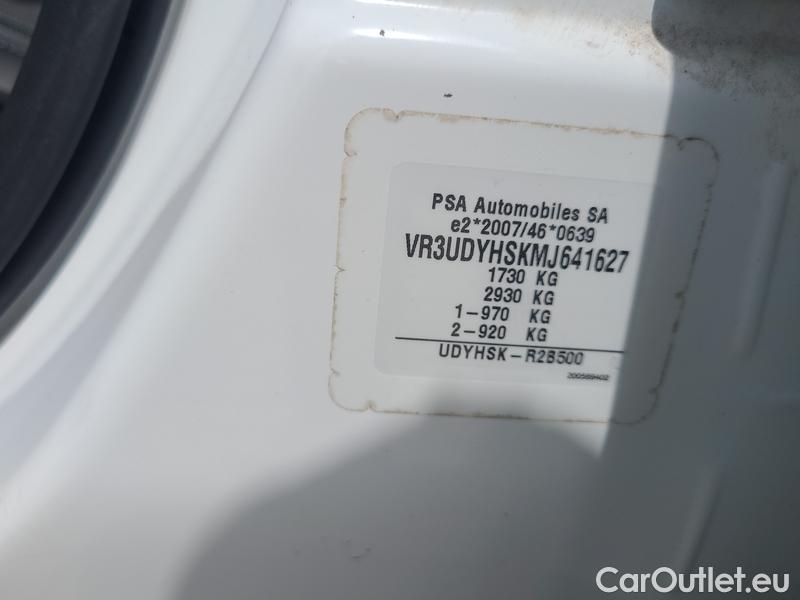 PSA Automobiles SA
e2*2007/46*0639
VR3UDYHSKMJ641627
1730 KG
2930 KG
1-970 KG
2-920 KG
UDYHSK-R2B500
200589402
CarOutlet.eu